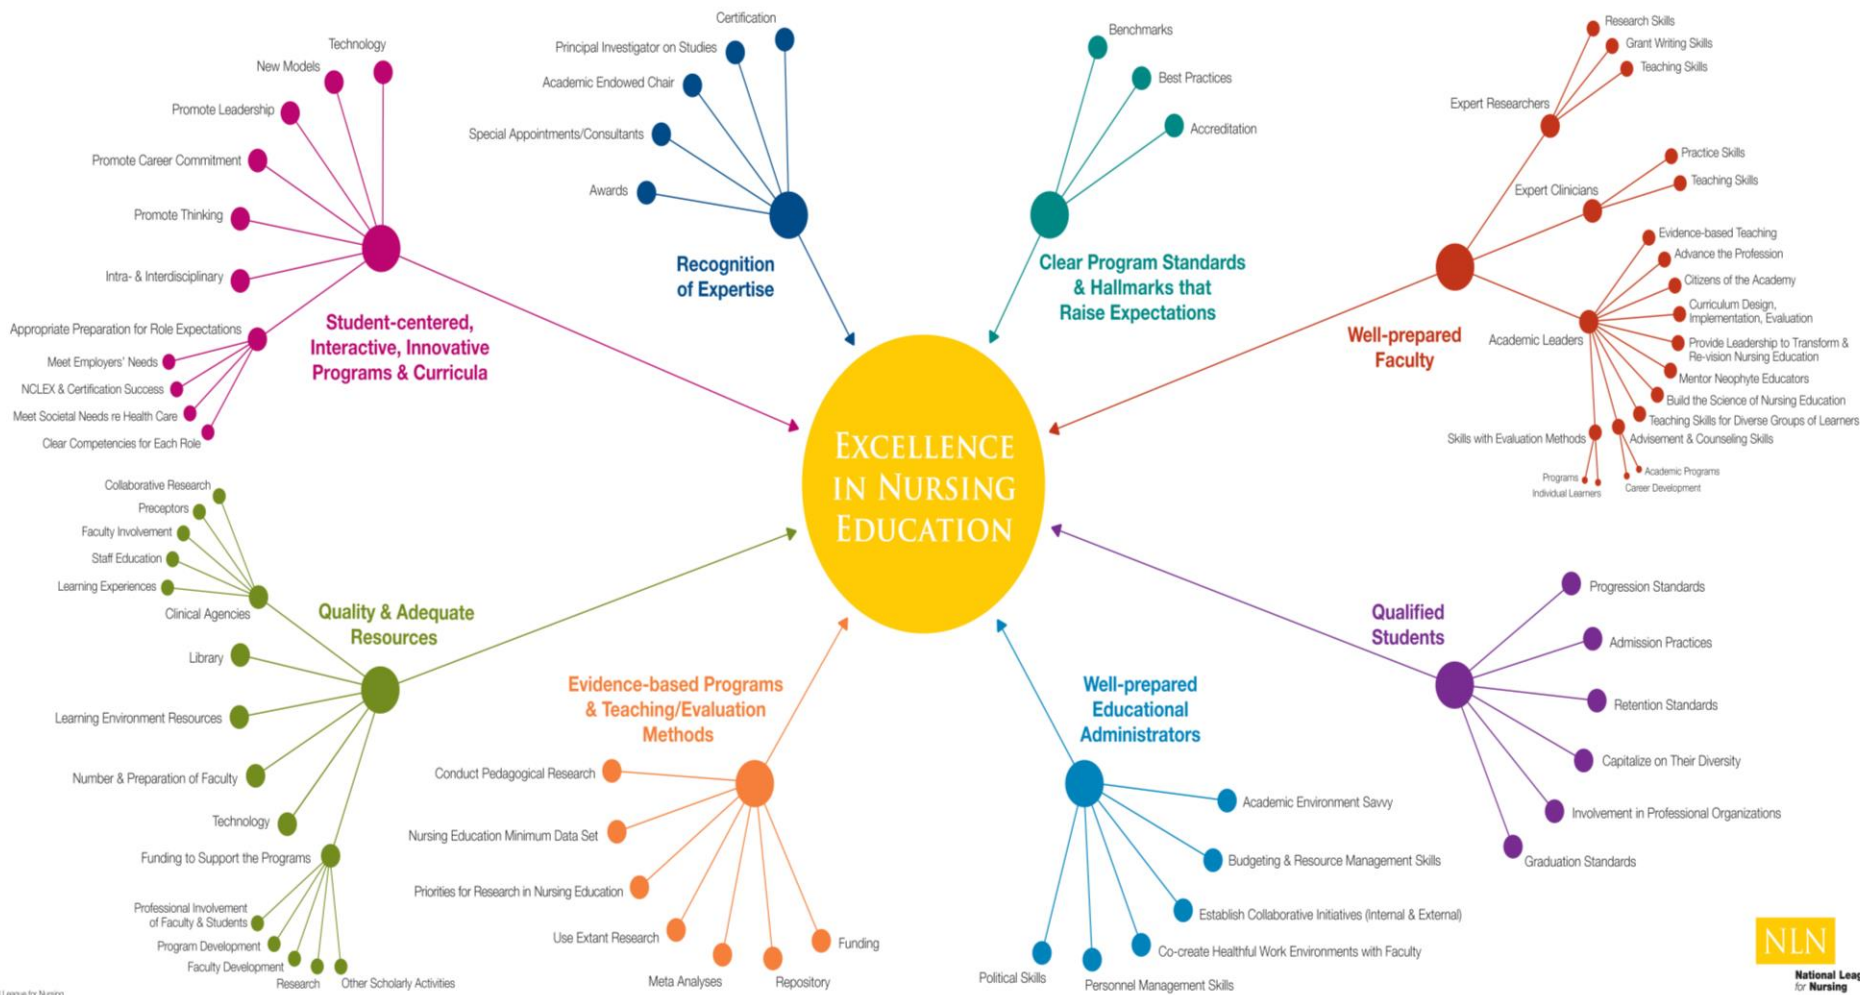 Technology
New Models
Promote Leadership
Promote Career Commitment
Promote Thinking
Intra- & Interdisciplinary
Appropriate Preparation for Role Expectations
Meet Employers' Needs
NCLEX & Certification Success
Meet Societal Needs re Health Care
Clear Competencies for Each Role
Student-centered,
Interactive, Innovative
Programs & Curricula
Certification
Principal Investigator on Studies
Academic Endowed Chair
Special Appointments/Consultants
Awards
Recognition
of Expertise
Benchmarks
Best Practices
Accreditation
Clear Program Standards
& Hallmarks that
Raise Expectations
Research Skills
Grant Writing Skills
Teaching Skills
Expert Researchers
Practice Skills
Teaching Skills
Expert Clinicians
Evidence-based Teaching
Advance the Profession
Citizens of the Academy
Curriculum Design,
Implementation, Evaluation
Academic Leaders
Provide Leadership to Transform &
Re-vision Nursing Education
Mentor Neophyte Educators
Build the Science of Nursing Education
Teaching Skills for Diverse Groups of Learners
Skills with Evaluation Methods
Advisement & Counseling Skills
Programs
Individual Learners
Academic Programs
Career Development
Well-prepared
Faculty
EXCELLENCE
IN NURSING
EDUCATION
Collaborative Research
Preceptors
Faculty Involvement
Staff Education
Learning Experiences
Clinical Agencies
Library
Learning Environment Resources
Number & Preparation of Faculty
Technology
Funding to Support the Programs
Professional Involvement
of Faculty & Students
Program Development
Faculty Development
Research
Other Scholarly Activities
Quality & Adequate
Resources
Evidence-based Programs
& Teaching/Evaluation
Methods
Conduct Pedagogical Research
Nursing Education Minimum Data Set
Priorities for Research in Nursing Education
Use Extant Research
Meta Analyses
Repository
Funding
Well-prepared
Educational
Administrators
Academic Environment Savvy
Budgeting & Resource Management Skills
Establish Collaborative Initiatives (Internal & External)
Co-create Healthful Work Environments with Faculty
Personnel Management Skills
Political Skills
Qualified
Students
Progression Standards
Admission Practices
Retention Standards
Capitalize on Their Diversity
Involvement in Professional Organizations
Graduation Standards
NLN
National Leag
for Nursing
League for Nursing